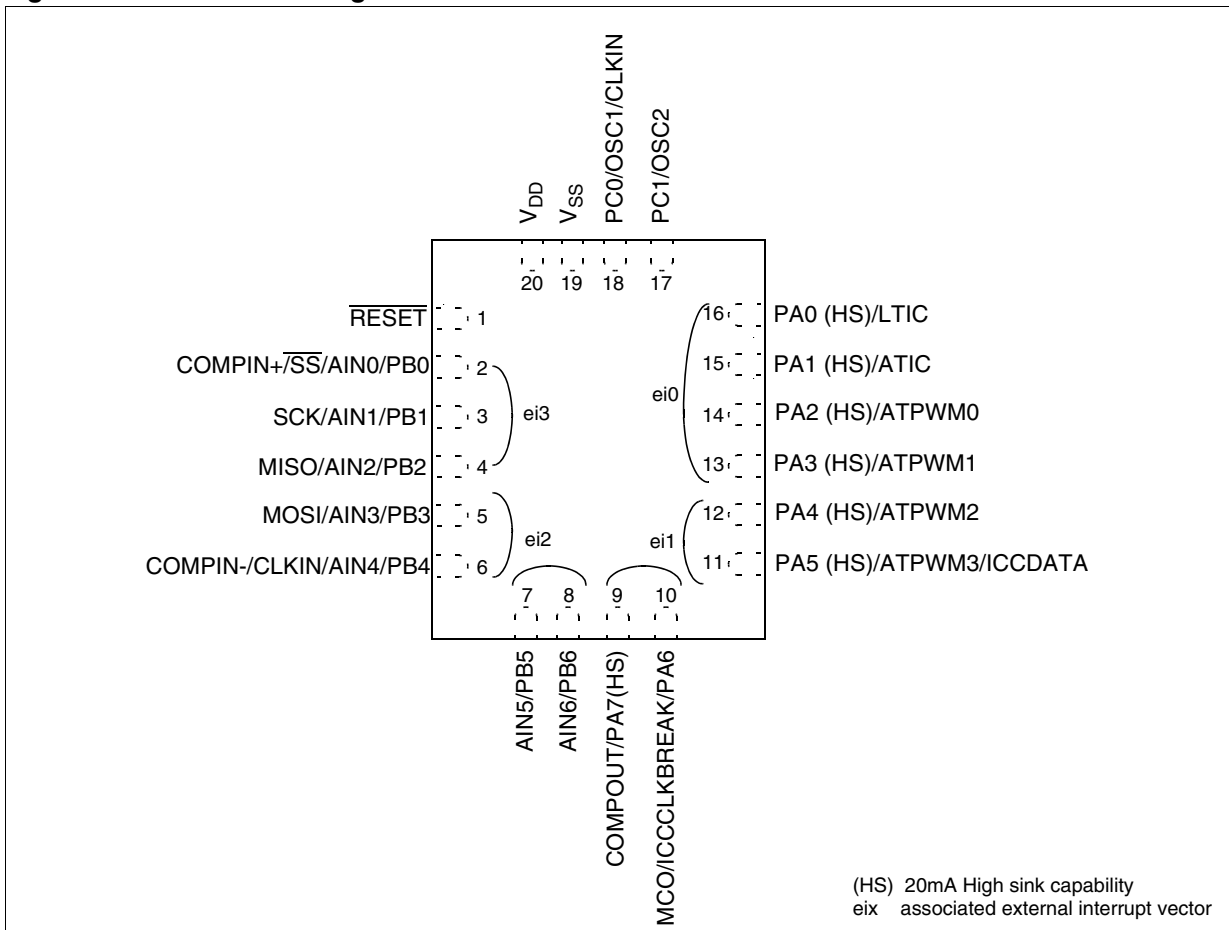 V_DD
V_SS
PC0/OSC1/CLKIN
PC1/OSC2
20
19
18
17
RESET
1
COMPIN+/SS/AIN0/PB0
2
SCK/AIN1/PB1
3
MISO/AIN2/PB2
4
MOSI/AIN3/PB3
5
COMPIN-/CLKIN/AIN4/PB4
6
ei3
ei2
ei0
ei1
16
PA0 (HS)/LTIC
15
PA1 (HS)/ATIC
14
PA2 (HS)/ATPWM0
13
PA3 (HS)/ATPWM1
12
PA4 (HS)/ATPWM2
11
PA5 (HS)/ATPWM3/ICCDATA
7
8
9
10
AIN5/PB5
AIN6/PB6
COMPOUT/PA7(HS)
MCO/ICCCLKBREAK/PA6
(HS) 20mA High sink capability
eix associated external interrupt vector